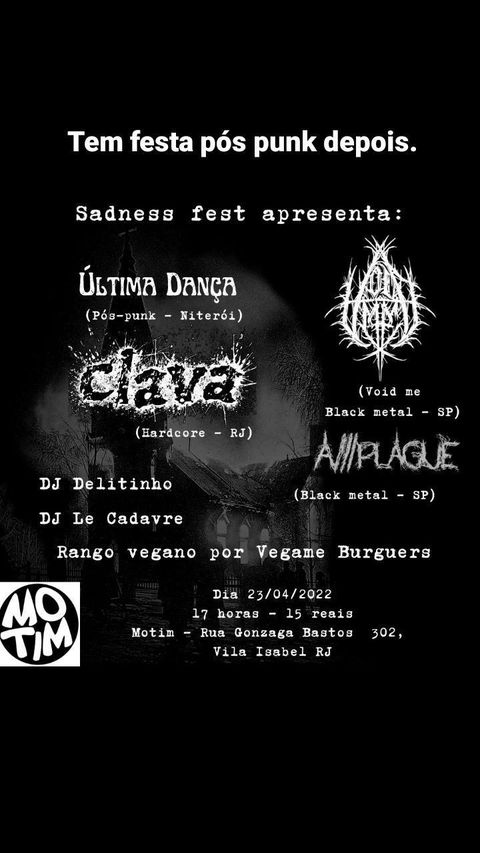 Tem festa pós punk depois.
Sadness fest apresenta:
ÚLTIMA DANÇA
(Pós-punk - Niterói)
clava
(Hardcore - RJ)
(Void me
Black metal - SP)
A///PLAGUE
(Black metal - SP)
DJ Delitinho
DJ Le Cadavre
Rango vegano por Vegame Burguers
MO
TIM
Dia 23/04/2022
17 horas - 15 reais
Motim - Rua Gonzaga Bastos 302,
Vila Isabel RJ